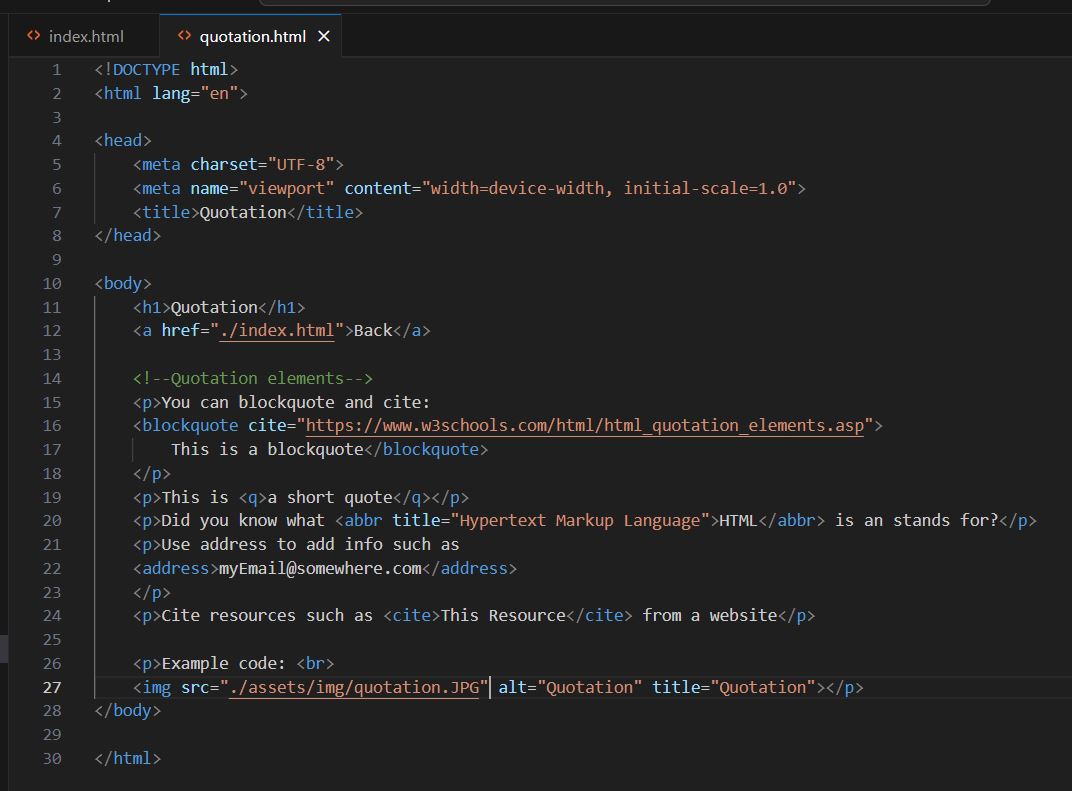 index.html
quotation.html
1 <!DOCTYPE html>
2 <html lang="en">
3
4 <head>
5     <meta charset="UTF-8">
6     <meta name="viewport" content="width=device-width, initial-scale=1.0">
7     <title>Quotation</title>
8 </head>
9
10 <body>
11     <h1>Quotation</h1>
12     <a href="./index.html">Back</a>
13
14     <!--Quotation elements-->
15     <p>You can blockquote and cite:
16     <blockquote cite="https://www.w3schools.com/html/html_quotation_elements.asp">
17         This is a blockquote</blockquote>
18     </p>
19     <p>This is <q>a short quote</q></p>
20     <p>Did you know what <abbr title="Hypertext Markup Language">HTML</abbr> is an stands for?</p>
21     <p>Use address to add info such as
22     <address>myEmail@somewhere.com</address>
23     </p>
24     <p>Cite resources such as <cite>This Resource</cite> from a website</p>
25
26     <p>Example code: <br>
27     <img src="./assets/img/quotation.JPG" alt="Quotation" title="Quotation"></p>
28 </body>
29
30 </html>